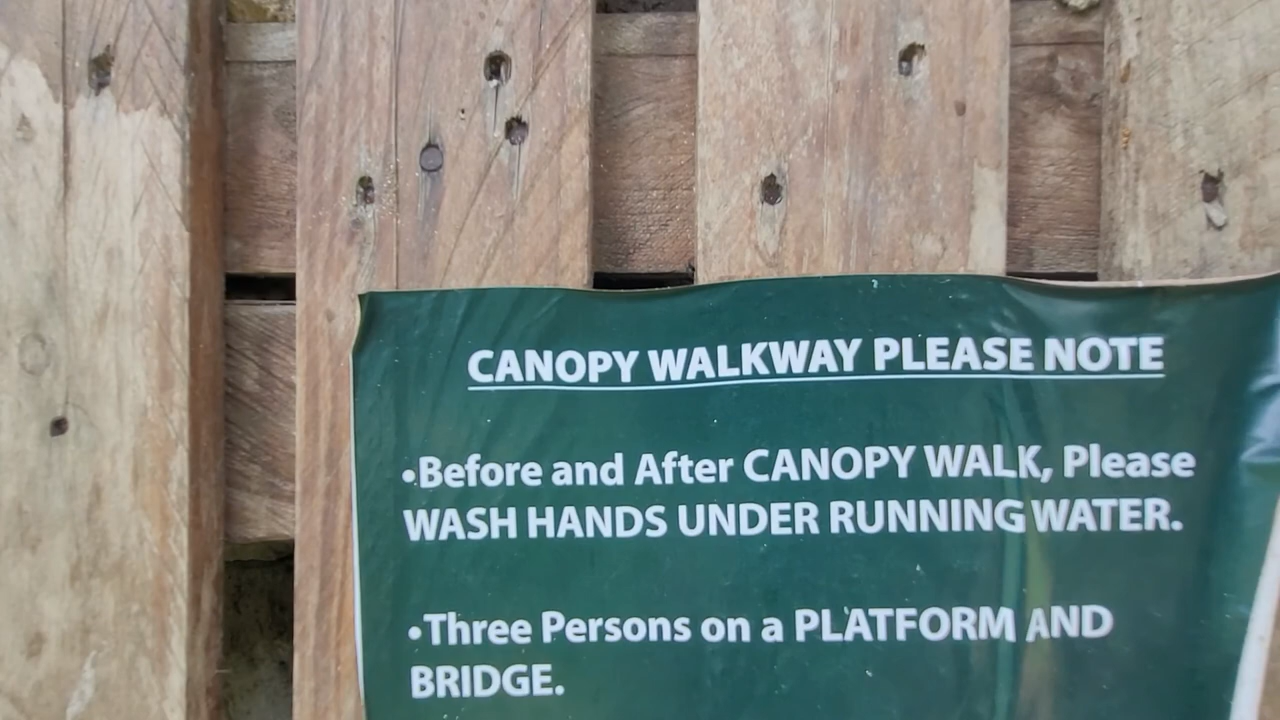 CANOPY WALKWAY PLEASE NOTE
•Before and After CANOPY WALK, Please
WASH HANDS UNDER RUNNING WATER.
•Three Persons on a PLATFORM AND
BRIDGE.